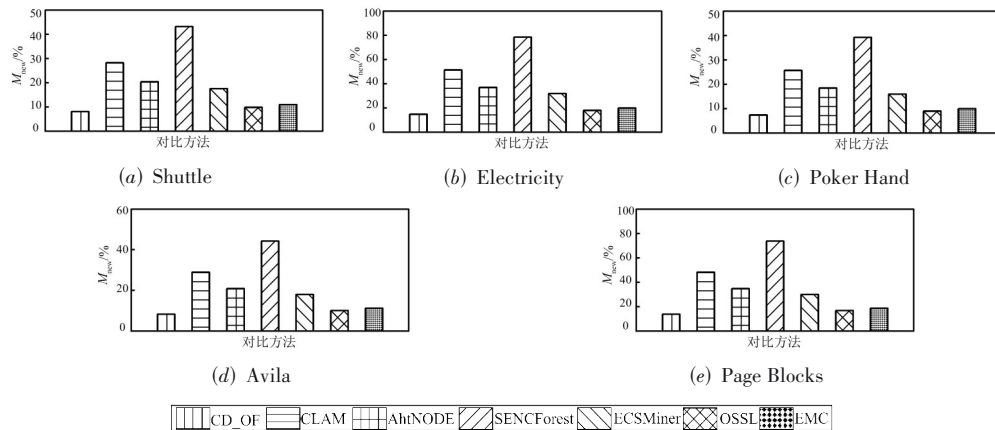 50
40
30
20
10
0
M_new/%
对比方法
(a) Shuttle
100
80
60
40
20
0
M_new/%
对比方法
(b) Electricity
50
40
30
20
10
0
M_new/%
对比方法
(c) Poker Hand
60
40
20
0
M_new/%
对比方法
(d) Avila
100
80
60
40
20
0
M_new/%
对比方法
(e) Page Blocks
CD_OF CLAM AhtNODE SENCForest ECSMiner OSSL EMC